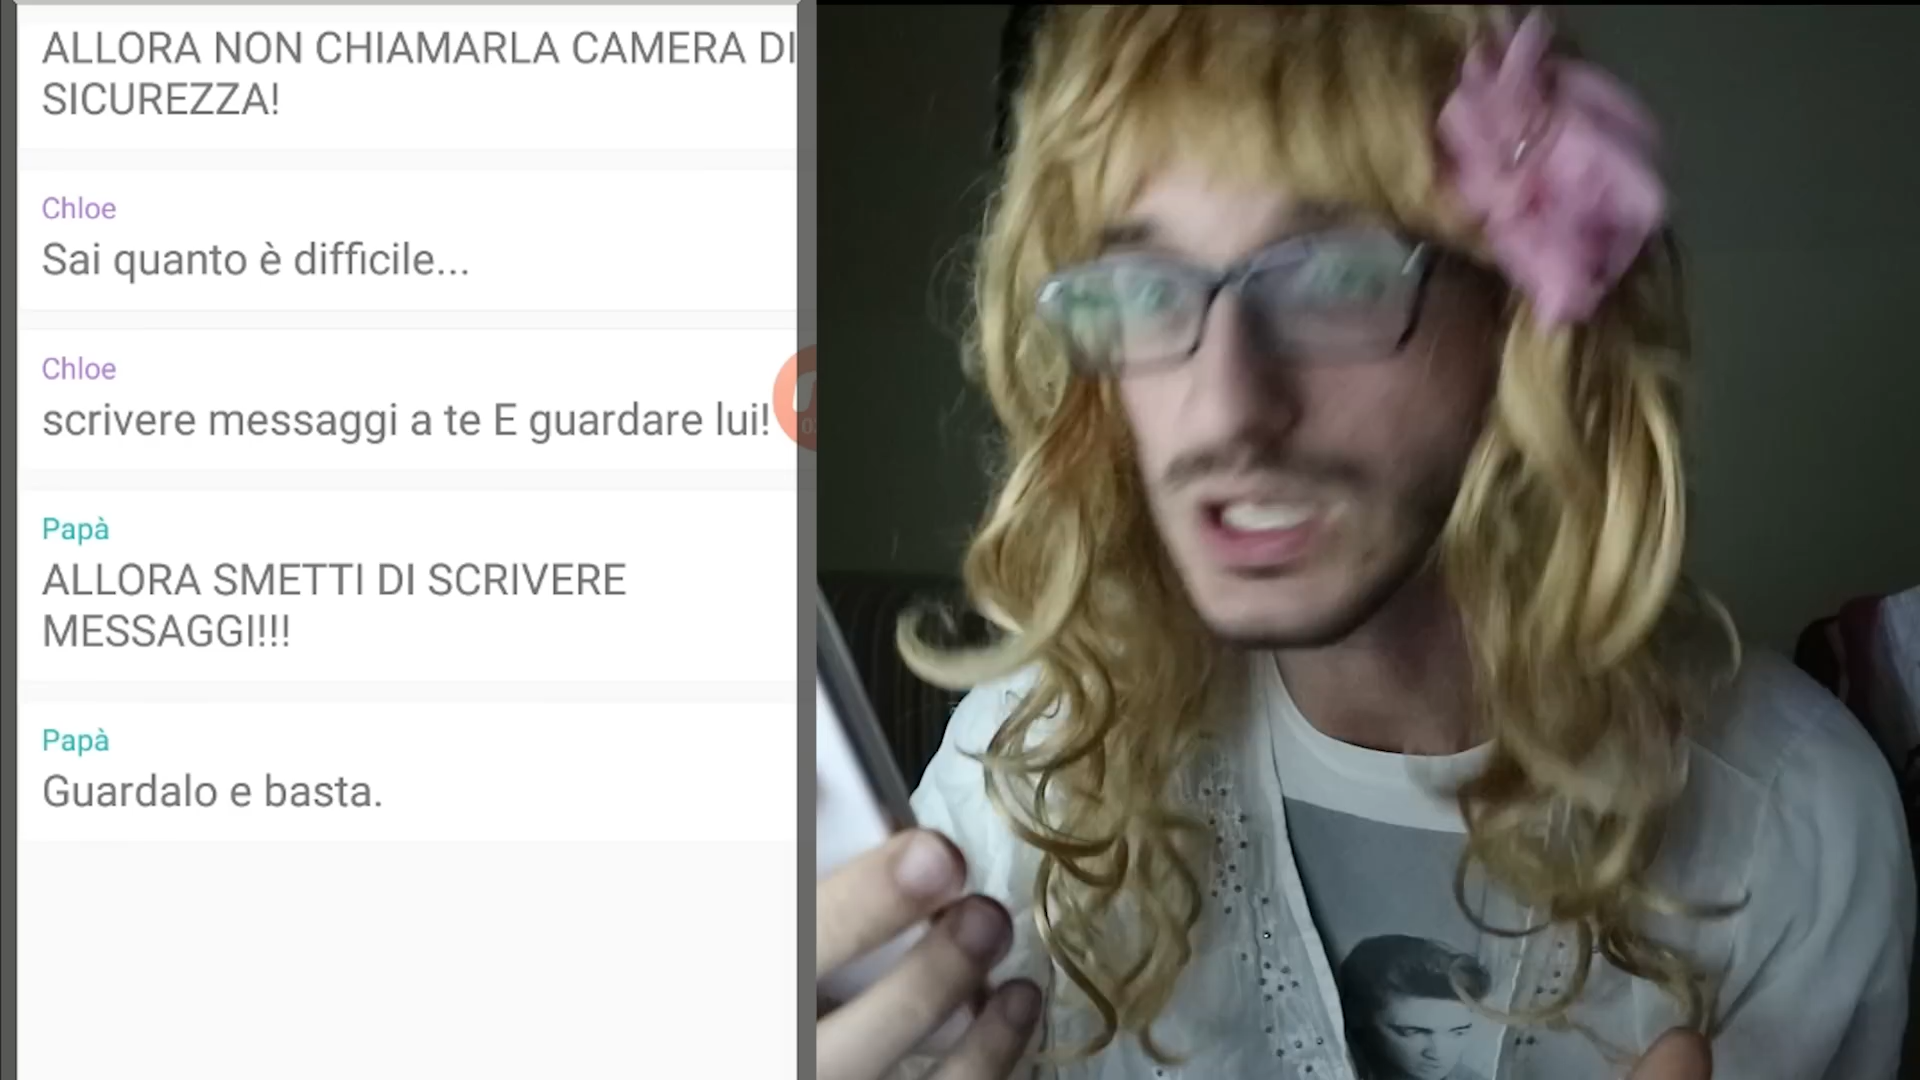 ALLORA NON CHIAMARLA CAMERA DI
SICUREZZA!
Chloe
Sai quanto è difficile...
Chloe
scrivere messaggi a te E guardare lui!
Papà
ALLORA SMETTI DI SCRIVERE
MESSAGGI!!!
Papà
Guardalo e basta.